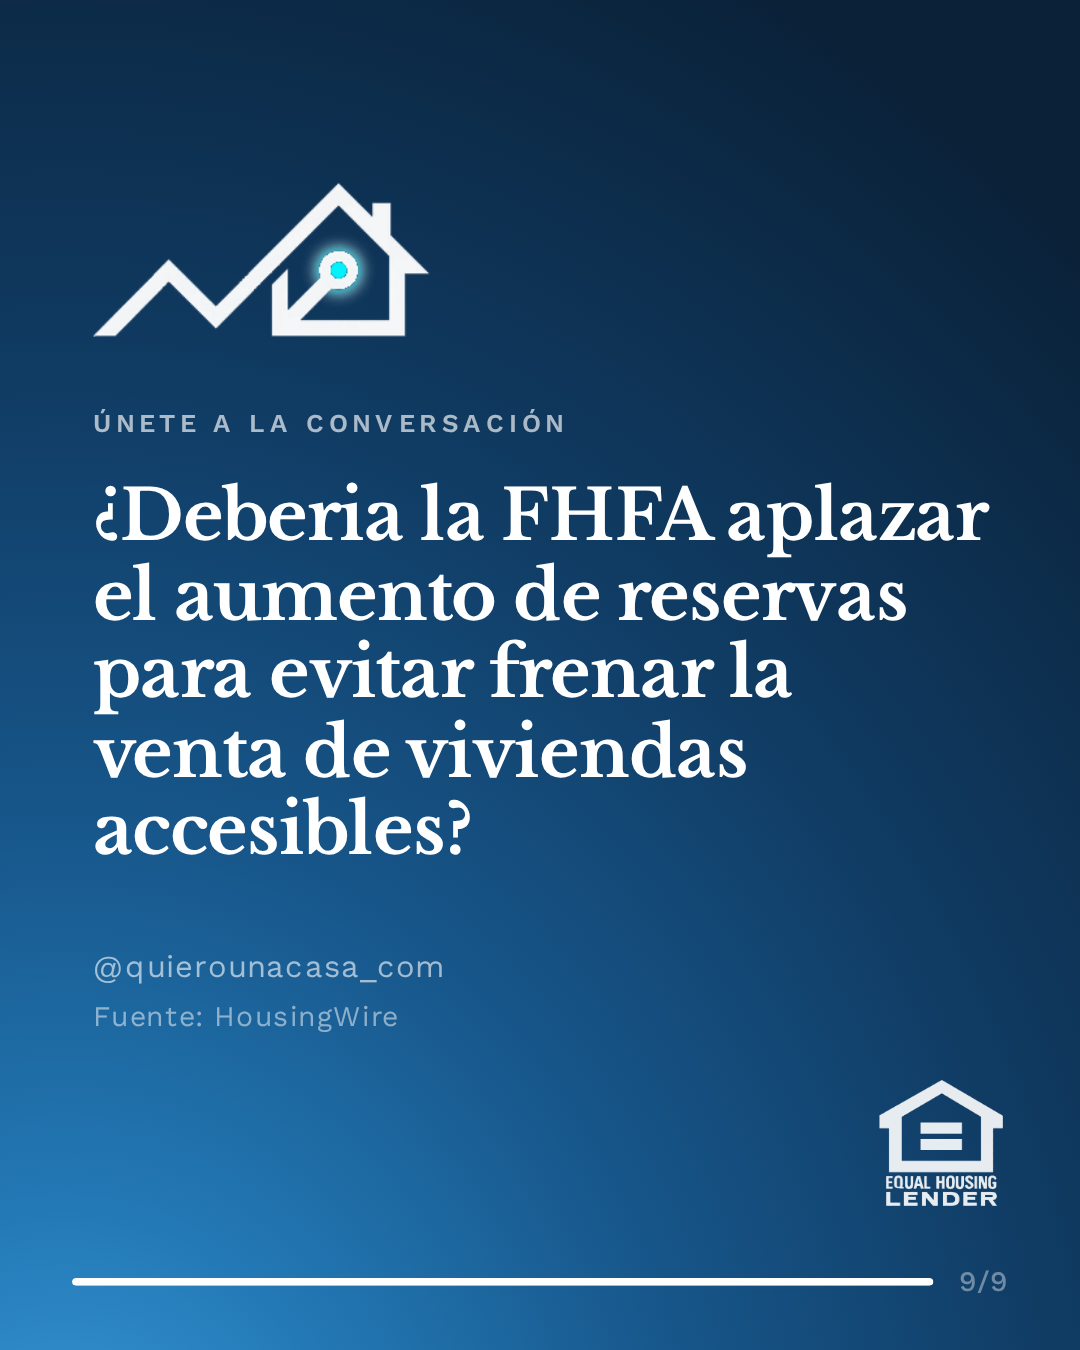 ÚNETE A LA CONVERSACIÓN
¿Deberia la FHFA aplazar
el aumento de reservas
para evitar frenar la
venta de viviendas
accesibles?
@quierounacasa_com
Fuente: HousingWire
EQUAL HOUSING
LENDER
9/9